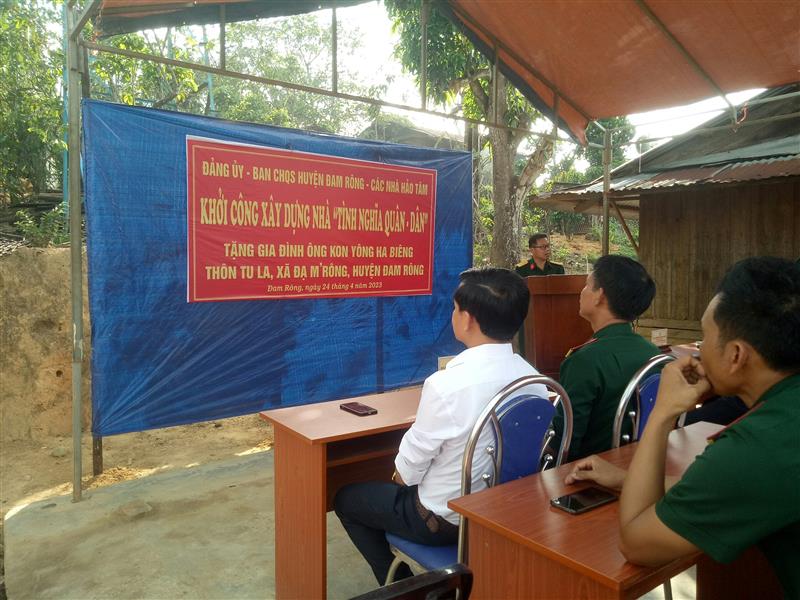 ĐẢNG ỦY - BAN CHQS HUYỆN ĐAM RÔNG - CÁC NHÀ HẢO TÂM
KHỞI CÔNG XÂY DỰNG NHÀ "TÌNH NGHĨA QUÂN - DÂN"
TẶNG GIA ĐÌNH ÔNG KON YÔNG HA BIÊNG
THÔN TU LA, XÃ ĐẠ M'RÔNG, HUYỆN ĐAM RÔNG
Đam Rông, ngày 24 tháng 4 năm 2023